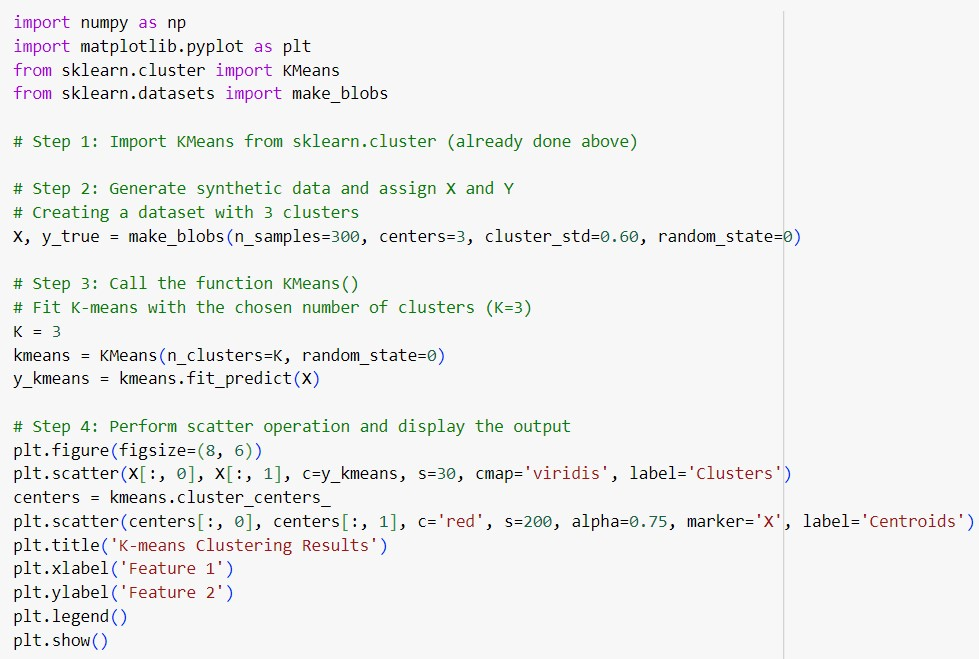 import numpy as np
import matplotlib.pyplot as plt
from sklearn.cluster import KMeans
from sklearn.datasets import make_blobs
# Step 1: Import KMeans from sklearn.cluster (already done above)
# Step 2: Generate synthetic data and assign X and Y
# Creating a dataset with 3 clusters
X, y_true = make_blobs(n_samples=300, centers=3, cluster_std=0.60, random_state=0)
# Step 3: Call the function KMeans()
# Fit K-means with the chosen number of clusters (K=3)
K = 3
kmeans = KMeans(n_clusters=K, random_state=0)
y_kmeans = kmeans.fit_predict(X)
# Step 4: Perform scatter operation and display the output
plt.figure(figsize=(8, 6))
plt.scatter(X[:, 0], X[:, 1], c=y_kmeans, s=30, cmap='viridis', label='Clusters')
centers = kmeans.cluster_centers_
plt.scatter(centers[:, 0], centers[:, 1], c='red', s=200, alpha=0.75, marker='X', label='Centroids')
plt.title('K-means Clustering Results')
plt.xlabel('Feature 1')
plt.ylabel('Feature 2')
plt.legend()
plt.show()